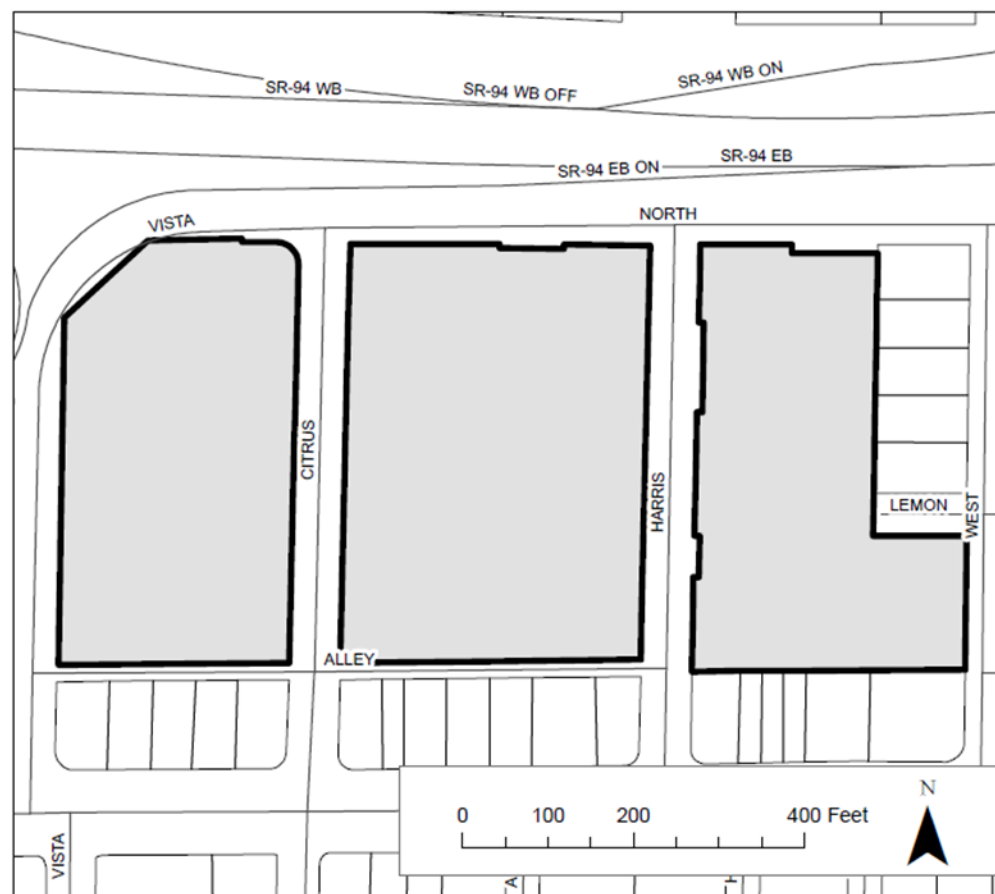 SR-94 WB ON
SR-94 WB
SR-94 WB OFF
SR-94 EB
SR-94 EB ON
NORTH
VISTA
CITRUS
HARRIS
LEMON
WEST
ALLEY
N
0 100 200 400 Feet
VISTA